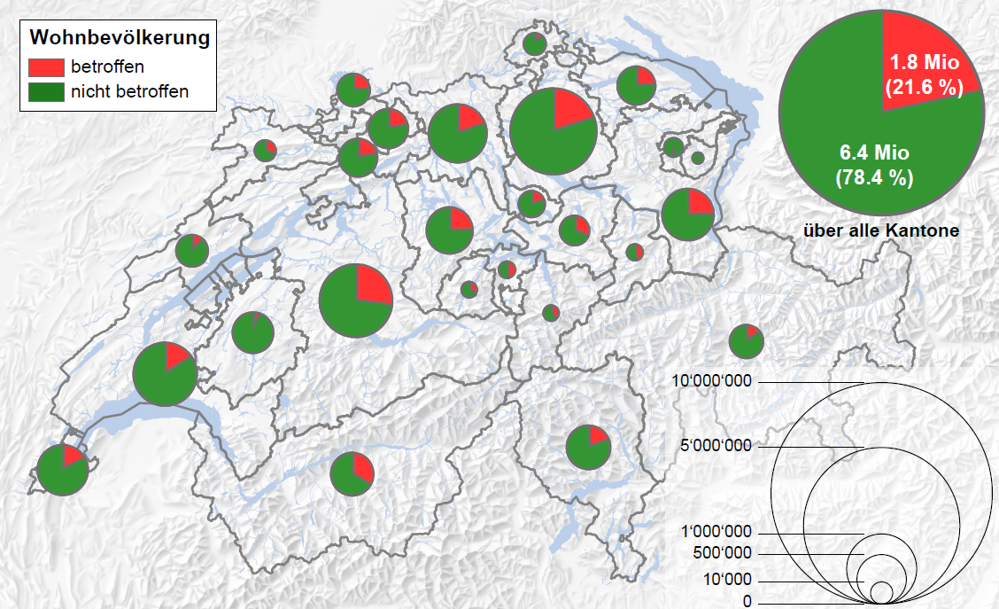 Wohnbevölkerung
betroffen
nicht betroffen
1.8 Mio
(21.6 %)
6.4 Mio
(78.4 %)
über alle Kantone
10'000'000
5'000'000
1'000‘000
500‘000
10'000
0